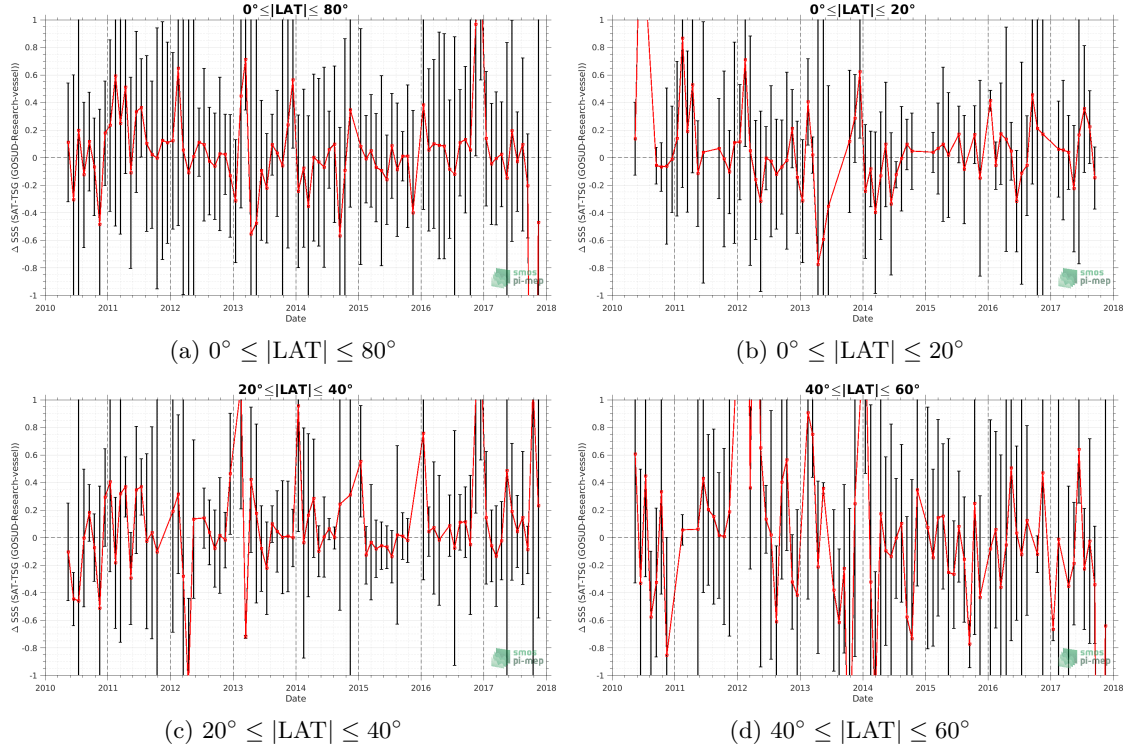 0°≤|LAT|≤ 80°
Δ SSS (SAT-TSG (GOSUD-Research-vessel))
1
0.8
0.6
0.4
0.2
0
-0.2
-0.4
-0.6
-0.8
-1
smos
pi-mep
2010 2011 2012 2013 2014 2015 2016 2017 2018
Date
(a) 0° ≤ |LAT| ≤ 80°
0°≤|LAT|≤ 20°
Δ SSS (SAT-TSG (GOSUD-Research-vessel))
1
0.8
0.6
0.4
0.2
0
-0.2
-0.4
-0.6
-0.8
-1
smos
pi-mep
2010 2011 2012 2013 2014 2015 2016 2017 2018
Date
(b) 0° ≤ |LAT| ≤ 20°
20°≤|LAT|≤ 40°
Δ SSS (SAT-TSG (GOSUD-Research-vessel))
1
0.8
0.6
0.4
0.2
0
-0.2
-0.4
-0.6
-0.8
-1
smos
pi-mep
2010 2011 2012 2013 2014 2015 2016 2017 2018
Date
(c) 20° ≤ |LAT| ≤ 40°
40°≤|LAT|≤ 60°
Δ SSS (SAT-TSG (GOSUD-Research-vessel))
1
0.8
0.6
0.4
0.2
0
-0.2
-0.4
-0.6
-0.8
-1
smos
pi-mep
2010 2011 2012 2013 2014 2015 2016 2017 2018
Date
(d) 40° ≤ |LAT| ≤ 60°